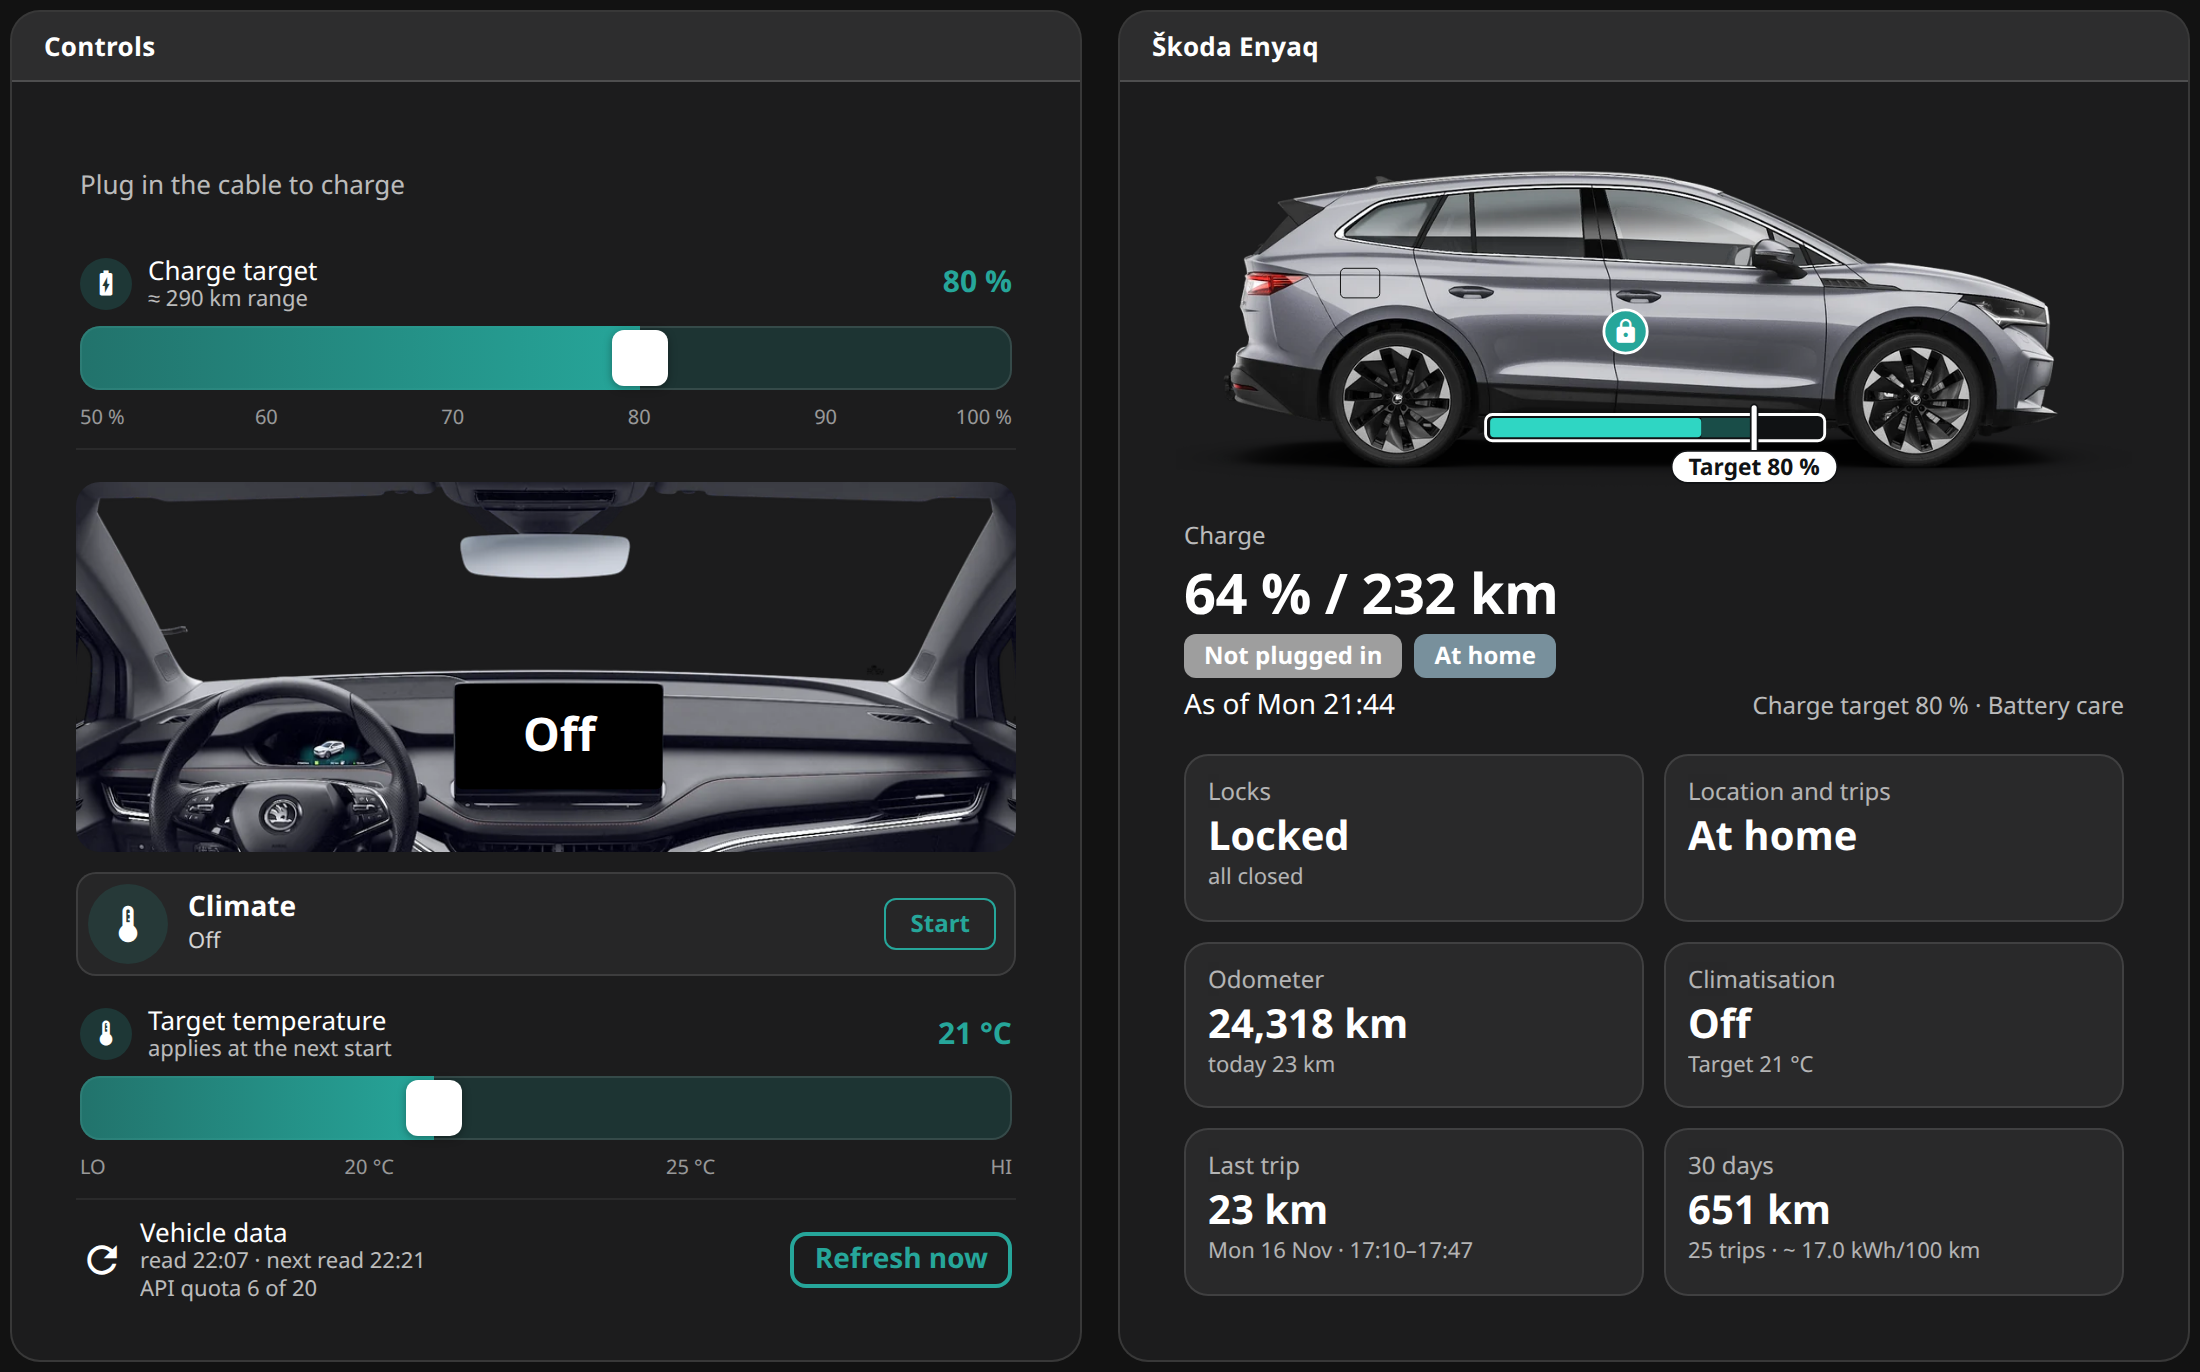 Controls
Plug in the cable to charge
Charge target
≈ 290 km range
80 %
50 % 60 70 80 90 100 %
Off
Climate
Off
Start
Target temperature
applies at the next start
21 °C
LO 20 °C 25 °C HI
Vehicle data
read 22:07 · next read 22:21
API quota 6 of 20
Refresh now
Škoda Enyaq
Target 80 %
Charge
64 % / 232 km
Not plugged in At home
As of Mon 21:44
Charge target 80 % · Battery care
Locks
Locked
all closed
Location and trips
At home
Odometer
24,318 km
today 23 km
Climatisation
Off
Target 21 °C
Last trip
23 km
Mon 16 Nov · 17:10–17:47
30 days
651 km
25 trips · ~ 17.0 kWh/100 km